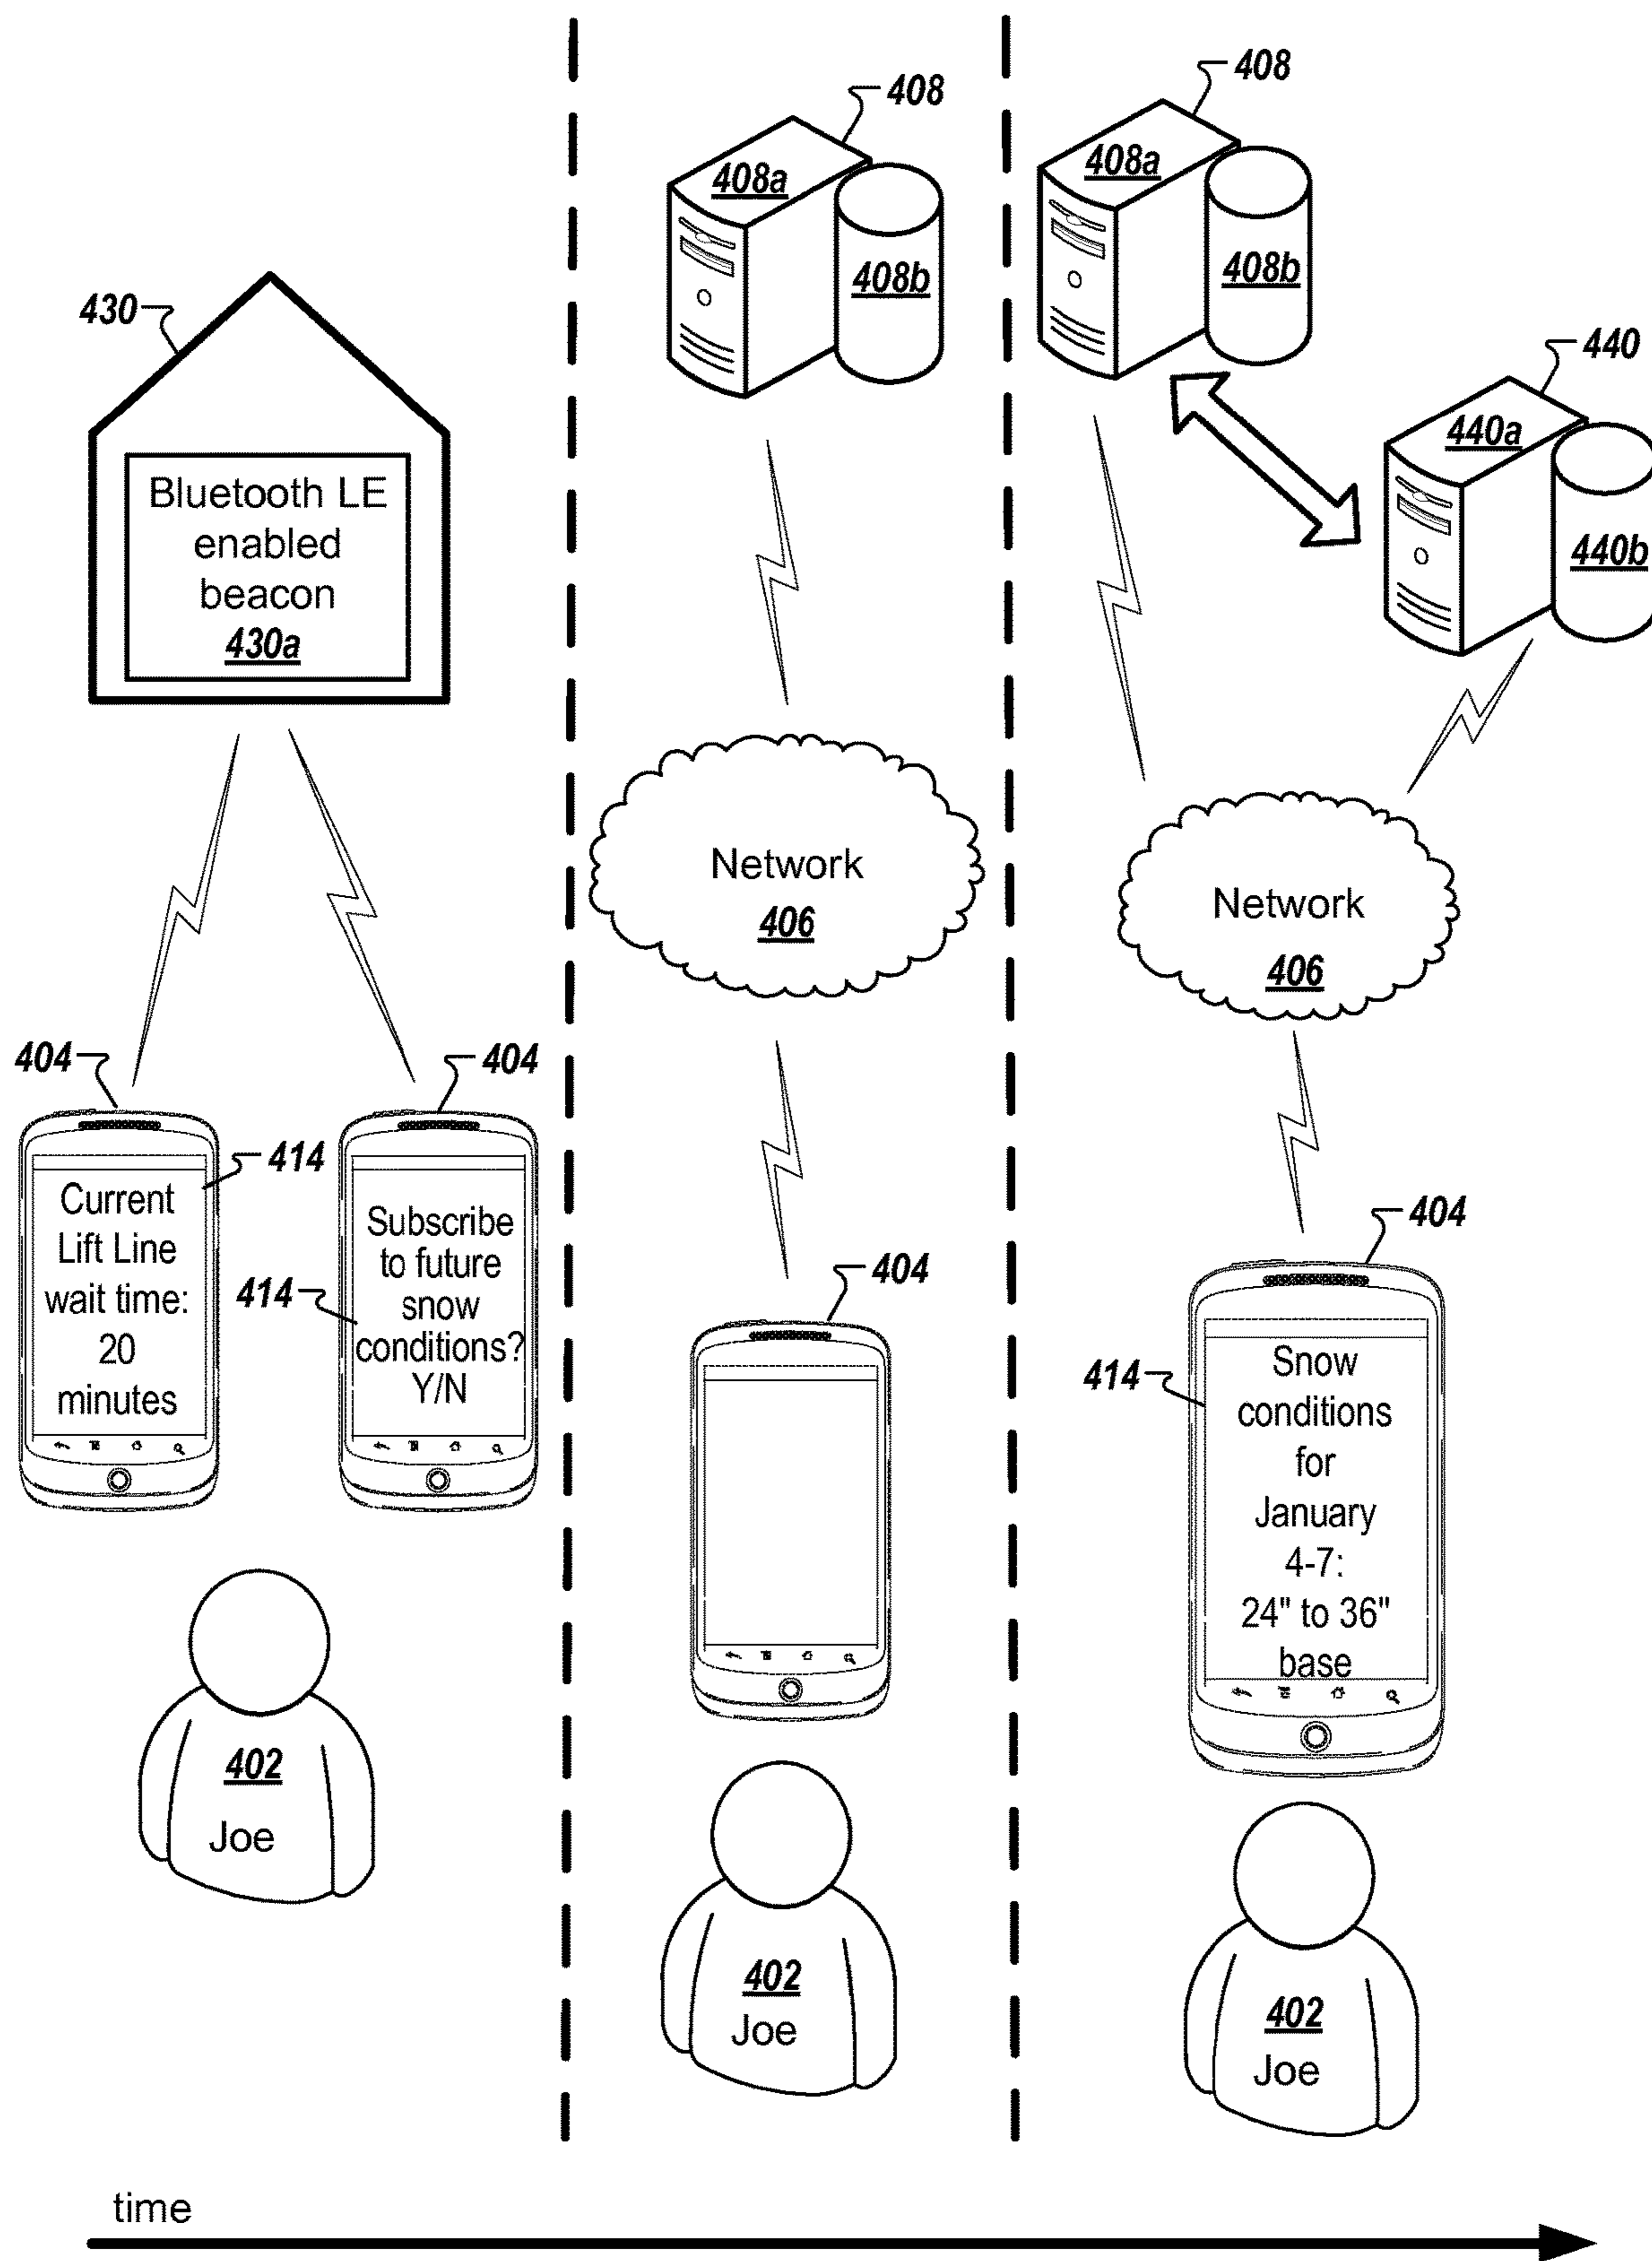 408
408a
408b
408
408a
408b
430
Bluetooth LE
enabled
beacon
430a
440
440a
440b
Network
406
Network
406
404
404
414
Current
Lift Line
wait time:
20
minutes
414
Subscribe
to future
snow
conditions?
Y/N
404
404
414
Snow
conditions
for
January
4-7:
24" to 36"
base
402
Joe
402
Joe
402
Joe
time